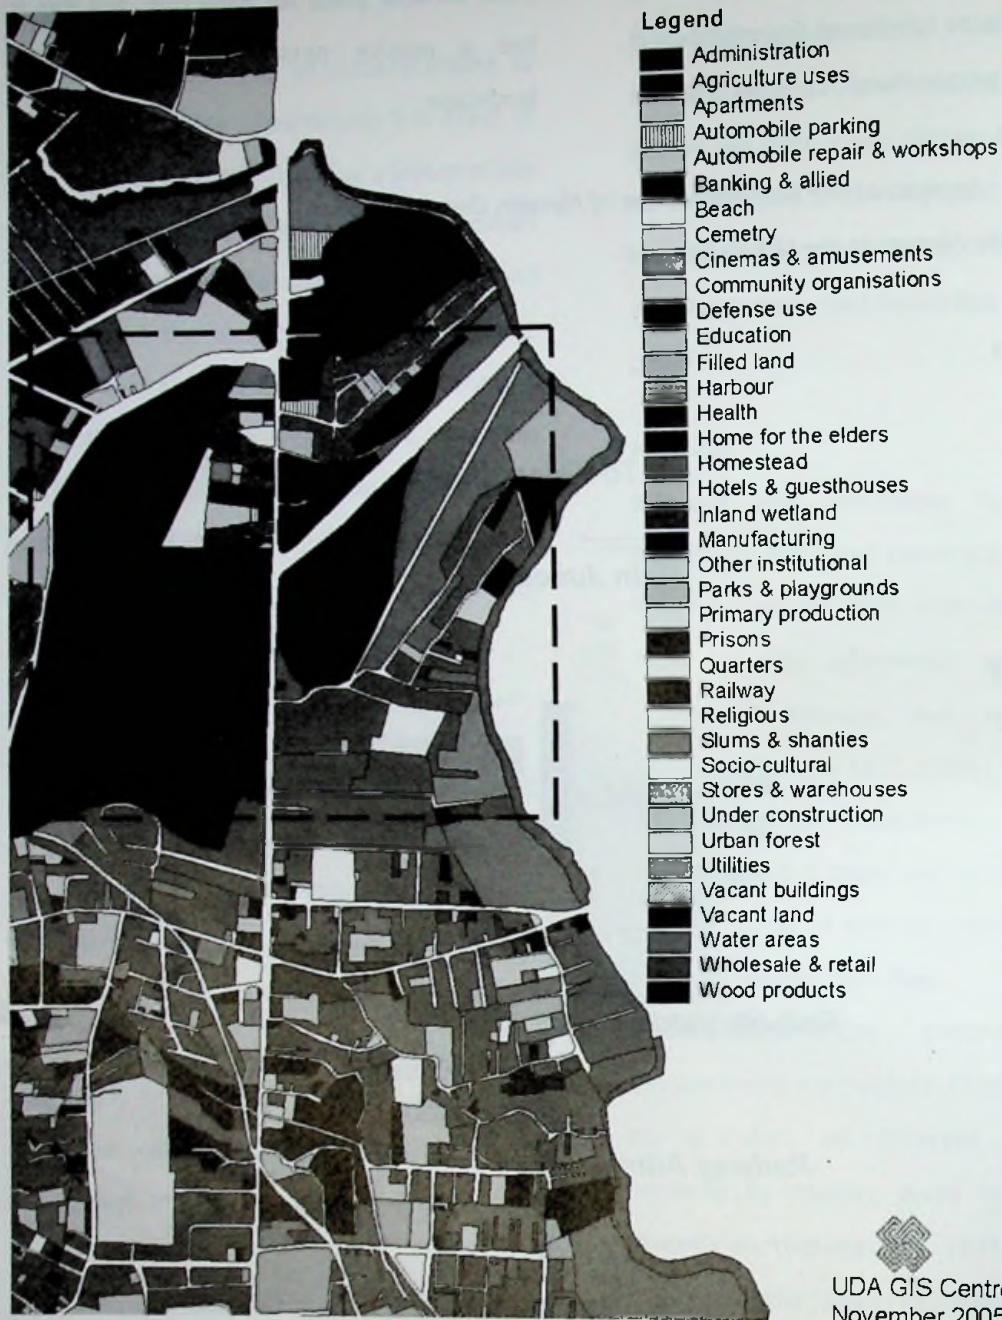 Legend
Administration
Agriculture uses
Apartments
Automobile parking
Automobile repair & workshops
Banking & allied
Beach
Cemetry
Cinemas & amusements
Community organisations
Defense use
Education
Filled land
Harbour
Health
Home for the elders
Homestead
Hotels & guesthouses
Inland wetland
Manufacturing
Other institutional
Parks & playgrounds
Primary production
Prisons
Quarters
Railway
Religious
Slums & shanties
Socio-cultural
Stores & warehouses
Under construction
Urban forest
Utilities
Vacant buildings
Vacant land
Water areas
Wholesale & retail
Wood products
UDA GIS Centre
November 2005